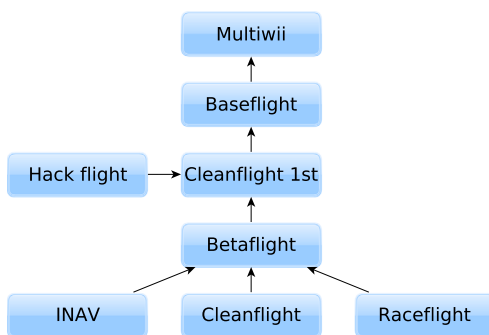 Multiwii
Baseflight
Hack flight
Cleanflight 1st
Betaflight
INAV
Cleanflight
Raceflight